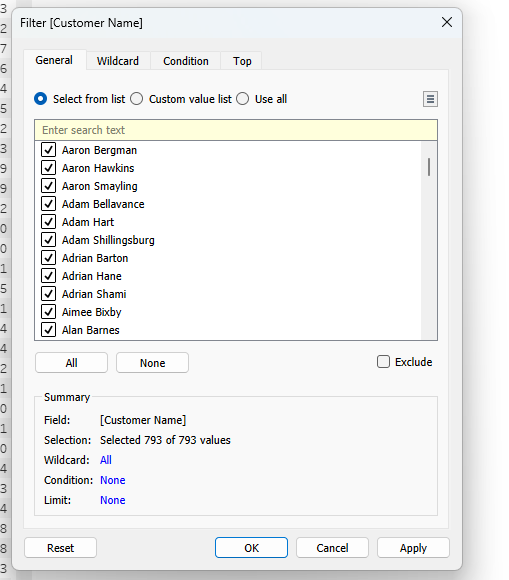 Filter [Customer Name]
General Wildcard Condition Top
Select from list Custom value list Use all
Enter search text
Aaron Bergman
Aaron Hawkins
Aaron Smayling
Adam Bellavance
Adam Hart
Adam Shillingsburg
Adrian Barton
Adrian Hane
Adrian Shami
Aimee Bixby
Alan Barnes
All None Exclude
Summary
Field: [Customer Name]
Selection: Selected 793 of 793 values
Wildcard: All
Condition: None
Limit: None
Reset OK Cancel Apply